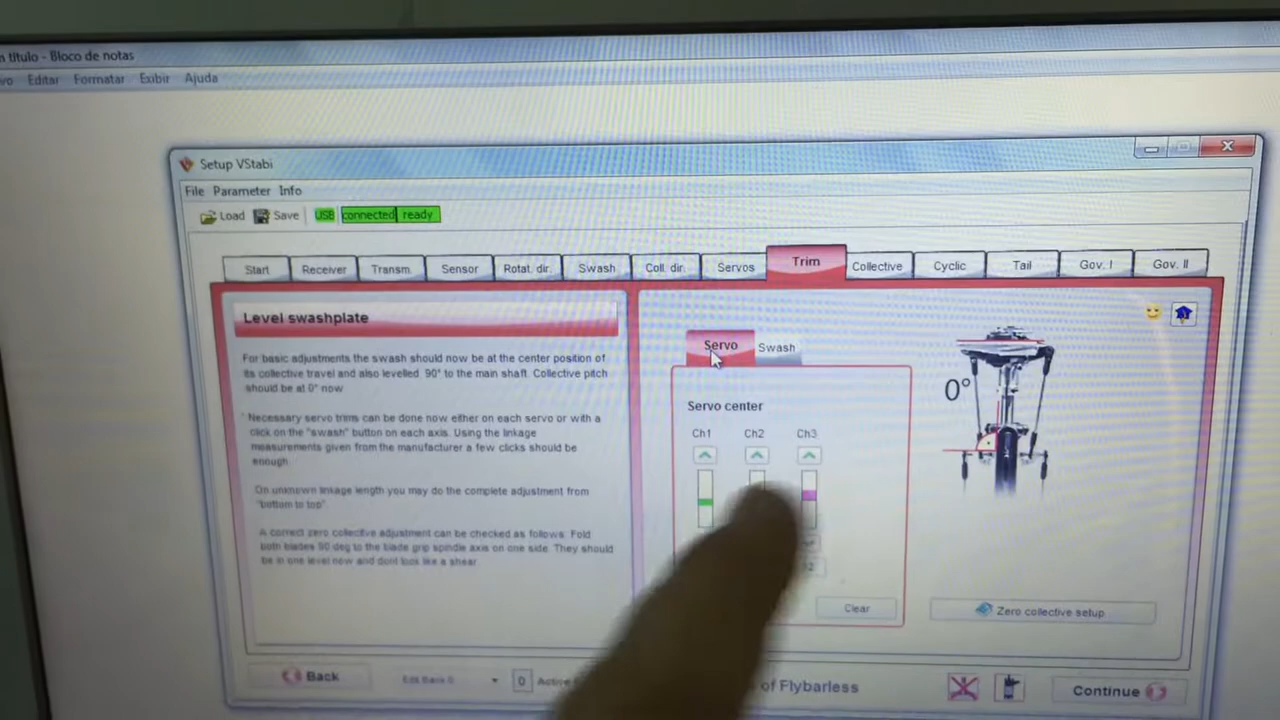 título - Bloco de notas
Editar Formatar Exibir Ajuda
Setup VStabi
File Parameter Info
Load Save USB connected ready
Start Receiver Transm. Sensor Rotat. dir. Swash Coll. dir. Servos Trim Collective Cyclic Tail Gov. I Gov. II
Level swashplate
For basic adjustments the swash should now be at the center position of
its collective travel and also levelled 90° to the main shaft. Collective pitch
should be at 0° now
Necessary servo trims can be done now either on each servo or with a
click on the "swash" button on each axis. Using the linkage
measurements given from the manufacturer a few clicks should be
enough.
On unknown linkage length you may do the complete adjustment from
"bottom to top"
A correct zero collective adjustment can be checked as follows. Fold
both blades 90 deg to the blade grip spindle axis on one side. They should
be in one level now and dont look like a shear.
Servo Swash
Servo center
Ch1 Ch2 Ch3
Clear
0°
Zero collective setup
Back
Edit Bank 0
0 Active
of Flybarless
Continue